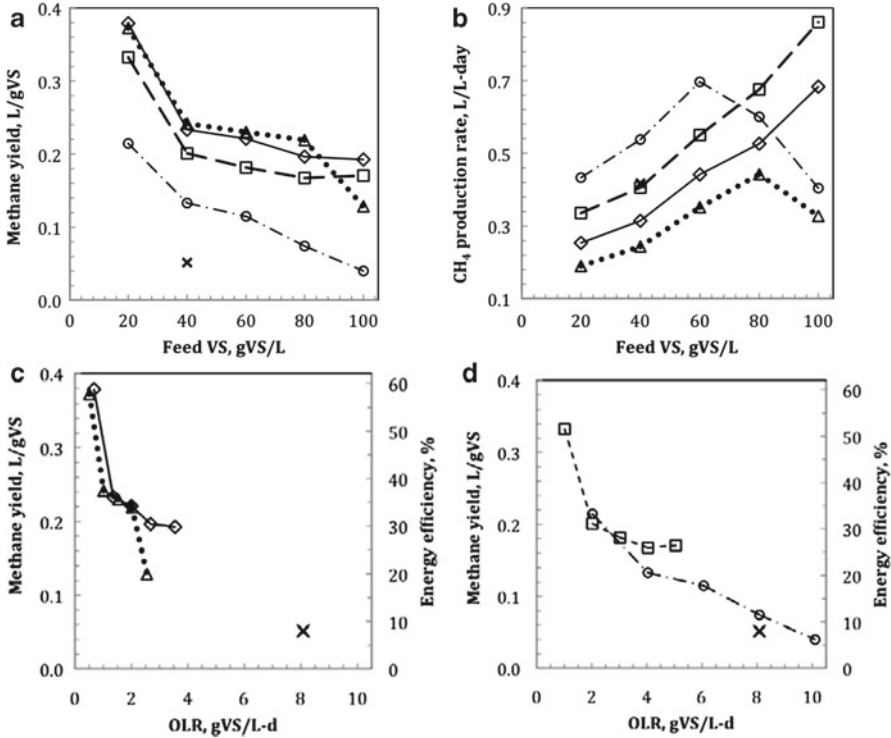 a
Methane yield, L/gVS
0.4
0.3
0.2
0.1
0.0
0 20 40 60 80 100
Feed VS, gVS/L
b
CH₄ production rate, L/L-day
0.9
0.7
0.5
0.3
0.1
0 20 40 60 80 100
Feed VS, gVS/L
c
Methane yield, L/gVS
0.4
0.3
0.2
0.1
0.0
0 2 4 6 8 10
OLR, gVS/L-d
60
50
40
30
20
10
0
Energy efficiency, %
d
Methane yield, L/gVS
0.4
0.3
0.2
0.1
0.0
0 2 4 6 8 10
OLR, gVS/L-d
60
50
40
30
20
10
0
Energy efficiency, %